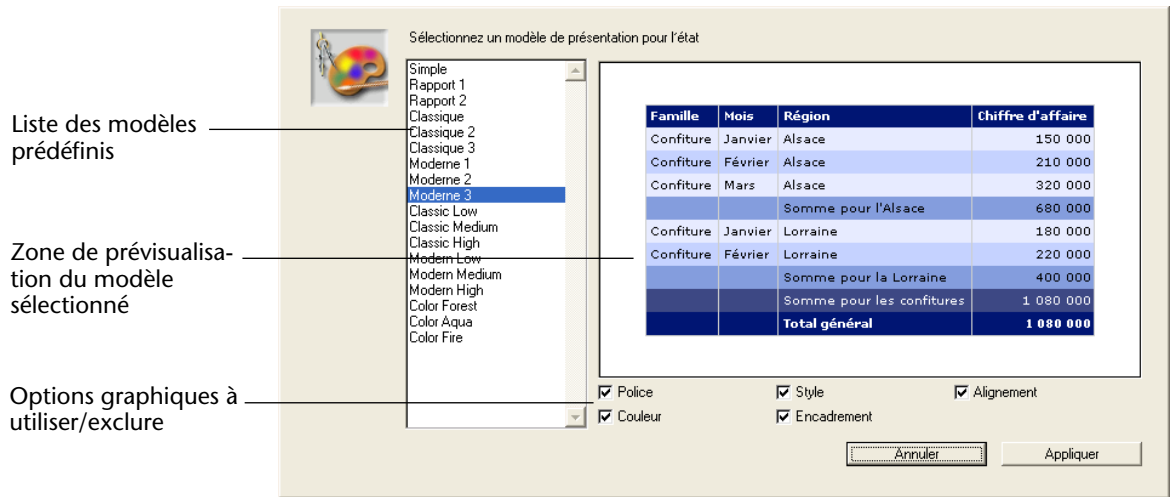 Sélectionnez un modèle de présentation pour l'état
Liste des modèles
prédéfinis
Zone de prévisualisa-
tion du modèle
sélectionné
Options graphiques à
utiliser/exclure
Simple
Rapport 1
Rapport 2
Classique
Classique 2
Classique 3
Moderne 1
Moderne 2
Moderne 3
Classic Low
Classic Medium
Classic High
Modern Low
Modern Medium
Modern High
Color Forest
Color Aqua
Color Fire
Famille Mois Région Chiffre d'affaire
Confiture Janvier Alsace 150 000
Confiture Février Alsace 210 000
Confiture Mars Alsace 320 000
Somme pour l'Alsace 680 000
Confiture Janvier Lorraine 180 000
Confiture Février Lorraine 220 000
Somme pour la Lorraine 400 000
Somme pour les confitures 1 080 000
Total général 1 080 000
Police Style Alignement
Couleur Encadrement
Annuler Appliquer